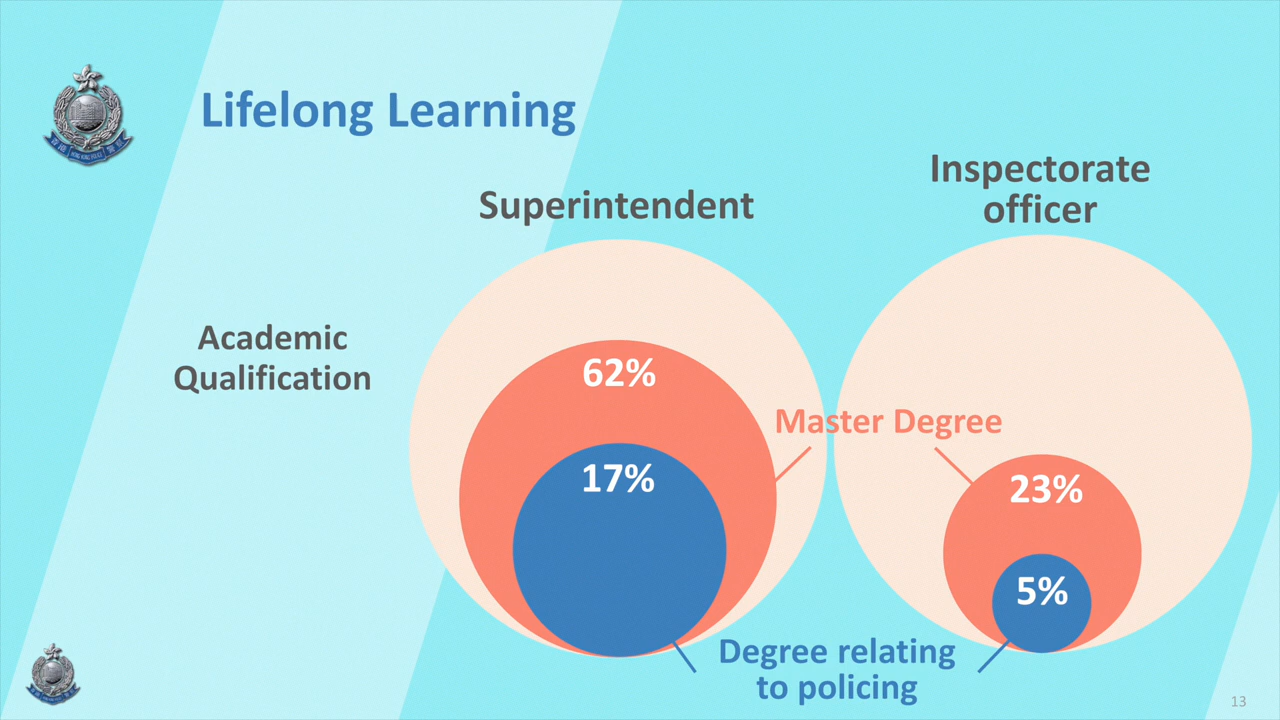 Lifelong Learning
Superintendent
Inspectorate
officer
Academic
Qualification
62%
17%
Master Degree
23%
5%
Degree relating
to policing
13